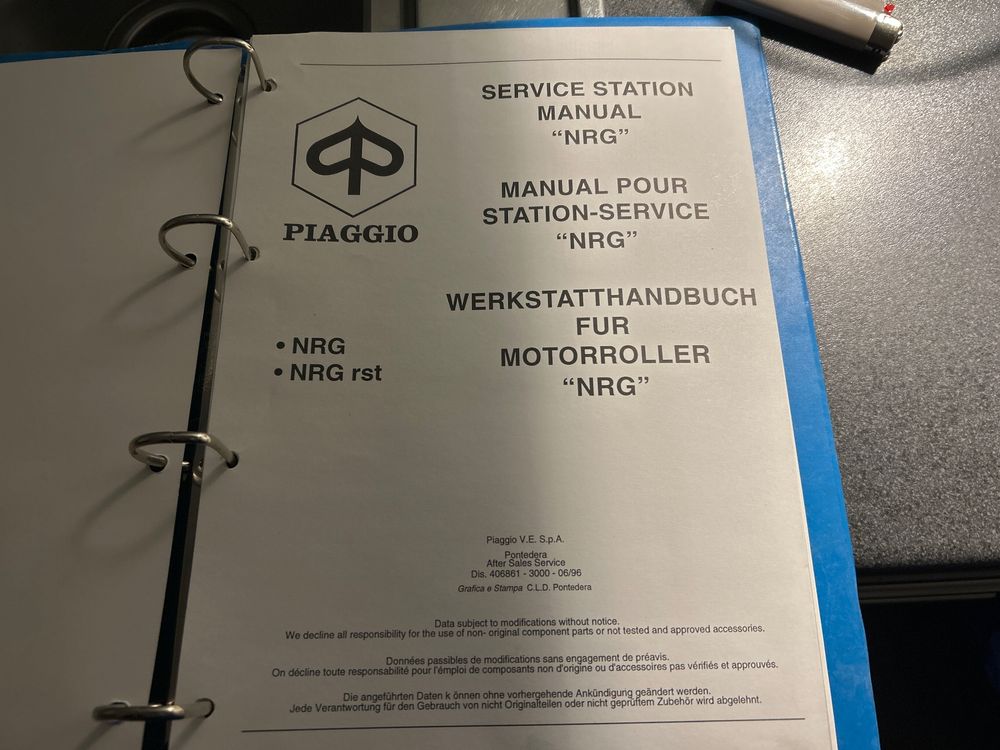 PIAGGIO
SERVICE STATION
MANUAL
“NRG”
MANUAL POUR
STATION-SERVICE
“NRG”
WERKSTATTHANDBUCH
FUR
MOTORROLLER
“NRG”
• NRG
• NRG rst
Piaggio V.E. S.p.A.
Pontedera
After Sales Service
Dis. 406861 - 3000 - 06/96
Grafica e Stampa C.L.D. Pontedera
Data subject to modifications without notice.
We decline all responsibility for the use of non- original component parts or not tested and approved accessories.
Données passibles de modifications sans engagement de préavis.
On décline toute responsabilité pour l'émploi de composants non d'origine ou d'accessoires pas vérifiés et approuvés.
Die angeführten Daten k önnen ohne vorhergehende Ankündigung geändert werden.
Jede Verantwortung für den Gebrauch von nicht Originalteilen oder nicht geprüftem Zubehör wird abgelehnt.